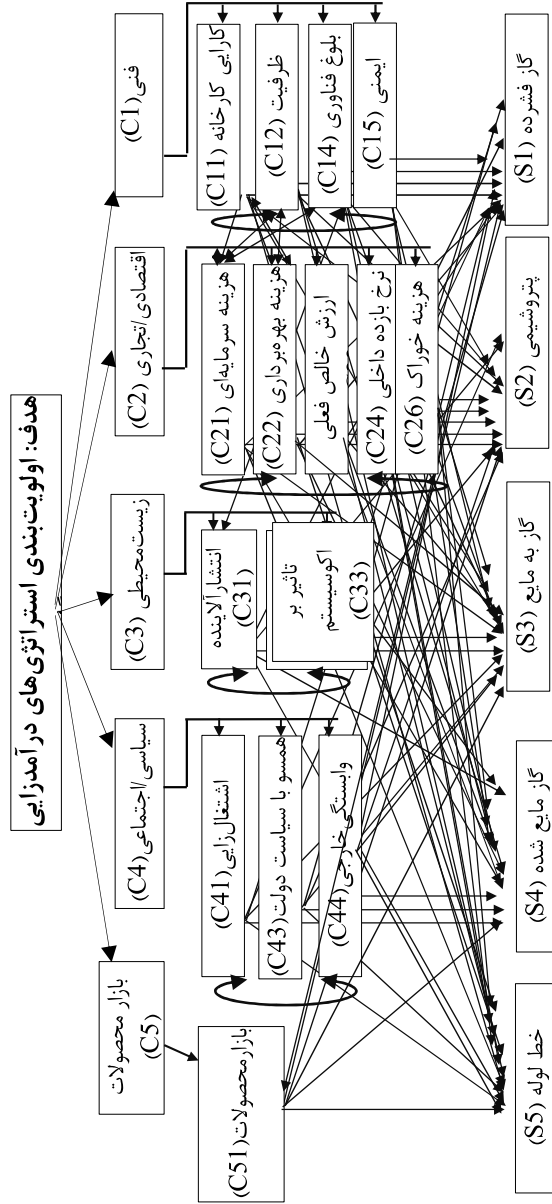 هدف: اولویت‌بندی استراتژی‌های درآمدزایی
فنی(C1)
اقتصادی/تجاری (C2)
زیست‌محیطی (C3)
سیاسی/اجتماعی(C4)
بازار محصولات
(C5)
کارایی کارخانه (C11)
ظرفیت (C12)
بلوغ فناوری (C14)
ایمنی (C15)
هزینه سرمایه‌ای (C21)
هزینه بهره‌برداری (C22)
ارزش خالص فعلی
نرخ بازده داخلی (C24)
هزینه خوراک (C26)
انتشارآلاینده
(C31)
تاثیر بر
اکوسیستم
(C33)
اشتغال‌زایی(C41)
همسو با سیاست دولت(C43)
وابستگی خارجی(C44)
بازارمحصولات(C51)
گاز فشرده (S1)
پتروشیمی (S2)
گاز به مایع (S3)
گاز مایع شده (S4)
خط لوله (S5)